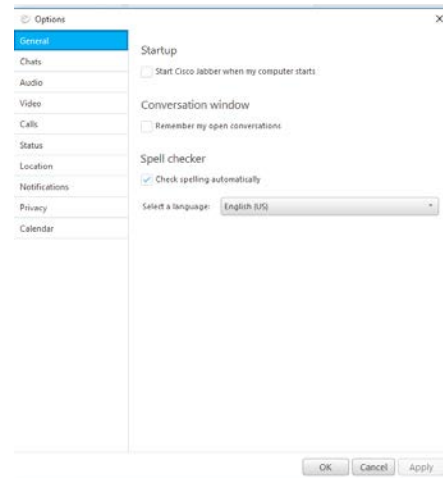 Options
General
Chats
Audio
Video
Calls
Status
Location
Notifications
Privacy
Calendar
Startup
Start Cisco Jabber when my computer starts
Conversation window
Remember my open conversations
Spell checker
Check spelling automatically
Select a language: English (US)
OK Cancel Apply